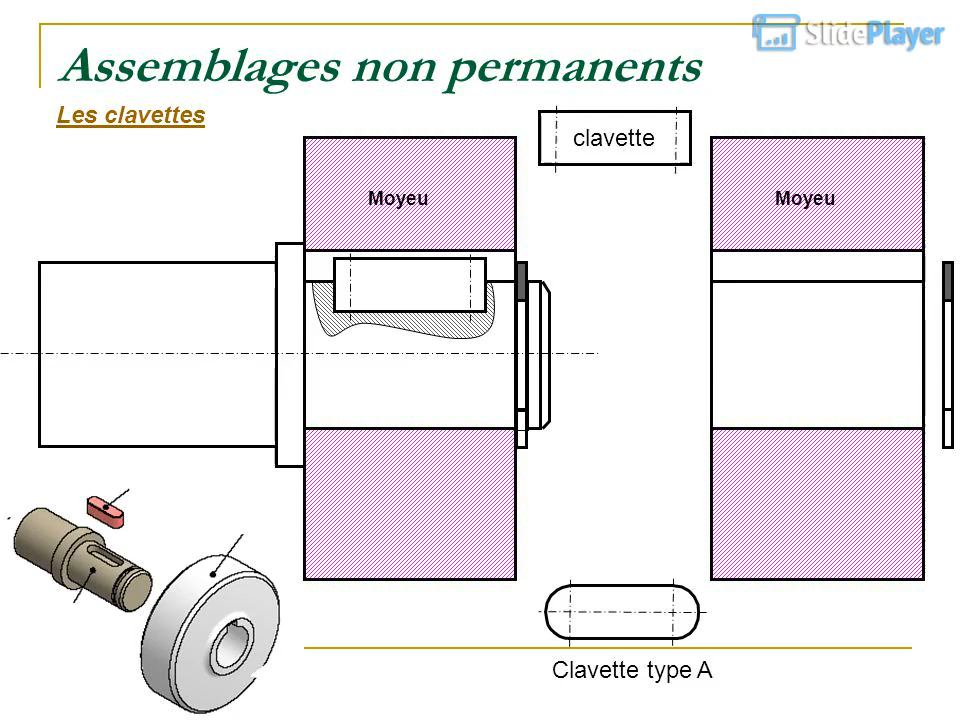 SlidePlayer
Assemblages non permanents
Les clavettes
clavette
Moyeu
Moyeu
Clavette type A